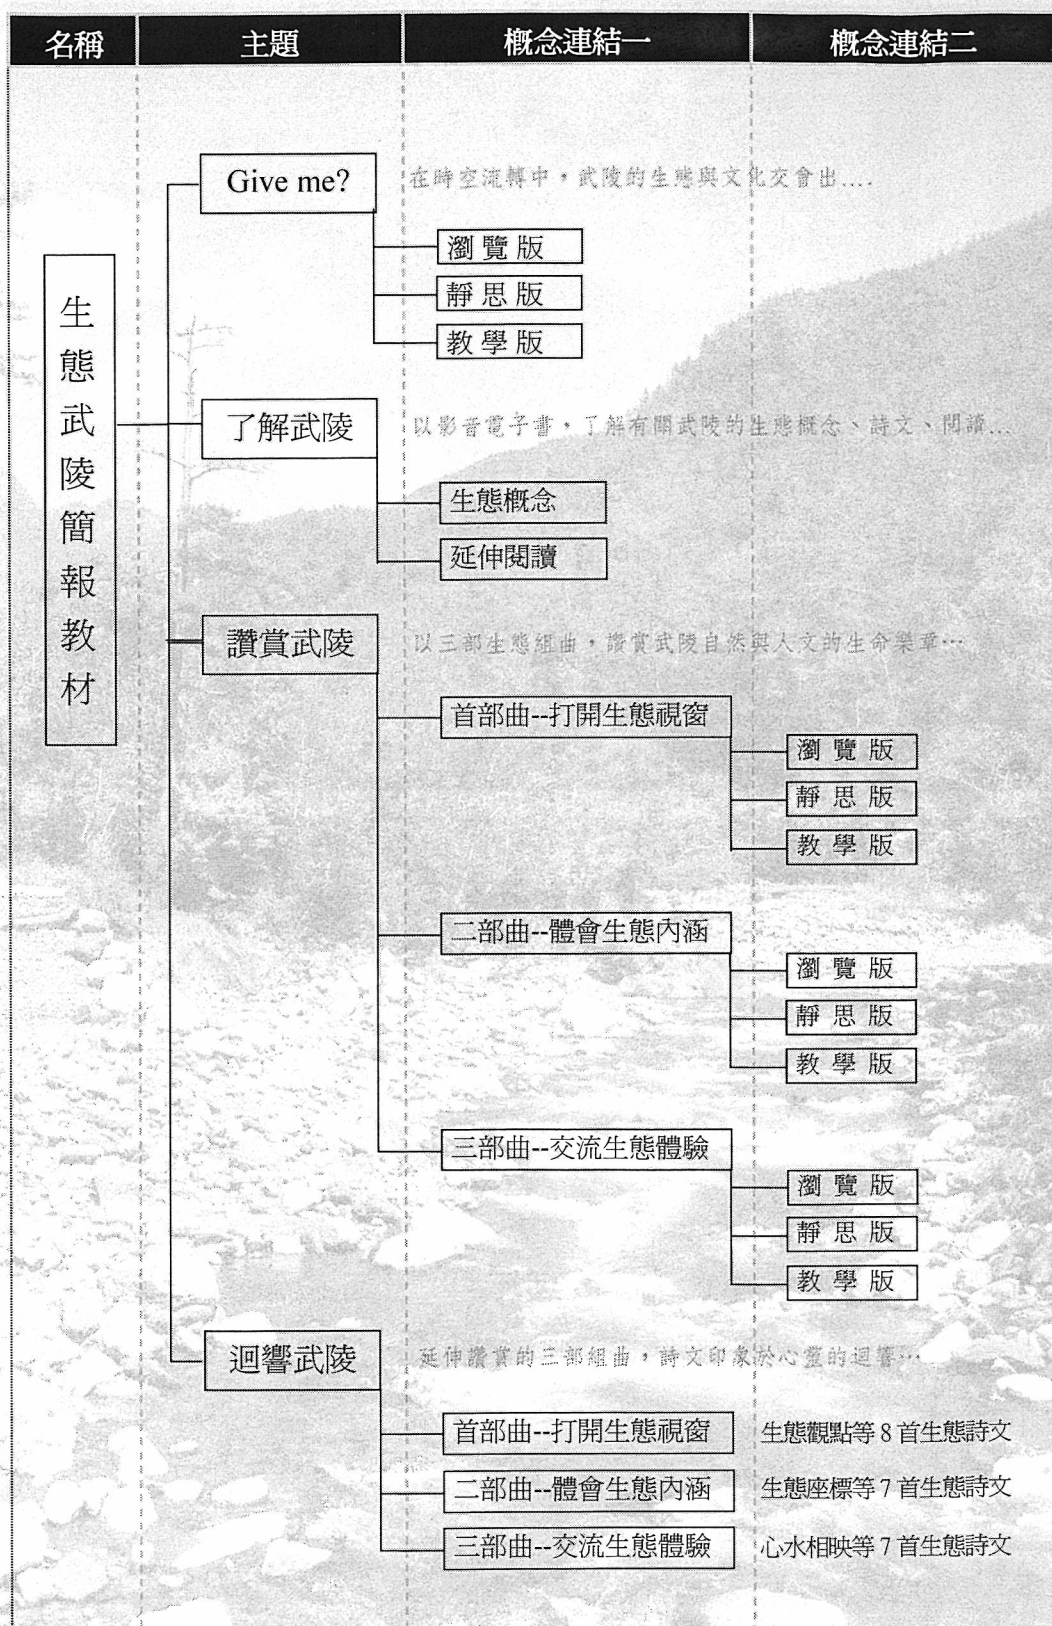 名稱 主題 概念連結一 概念連結二
生態武陵簡報教材
Give me?
在時空流轉中，武陵的生態與文化交會出....
瀏覽版
靜思版
教學版
了解武陵
以影音電子書，了解有關武陵的生態概念、詩文、閱讀...
生態概念
延伸閱讀
讚賞武陵
以三部生態組曲，讚賞武陵自然與人文的生命樂章…
首部曲--打開生態視窗
瀏覽版
靜思版
教學版
二部曲--體會生態內涵
瀏覽版
靜思版
教學版
三部曲--交流生態體驗
瀏覽版
靜思版
教學版
迴響武陵
延伸讚賞的三部組曲，詩文印象於心靈的迴響…
首部曲--打開生態視窗 生態觀點等 8 首生態詩文
二部曲--體會生態內涵 生態座標等 7 首生態詩文
三部曲--交流生態體驗 心水相映等 7 首生態詩文